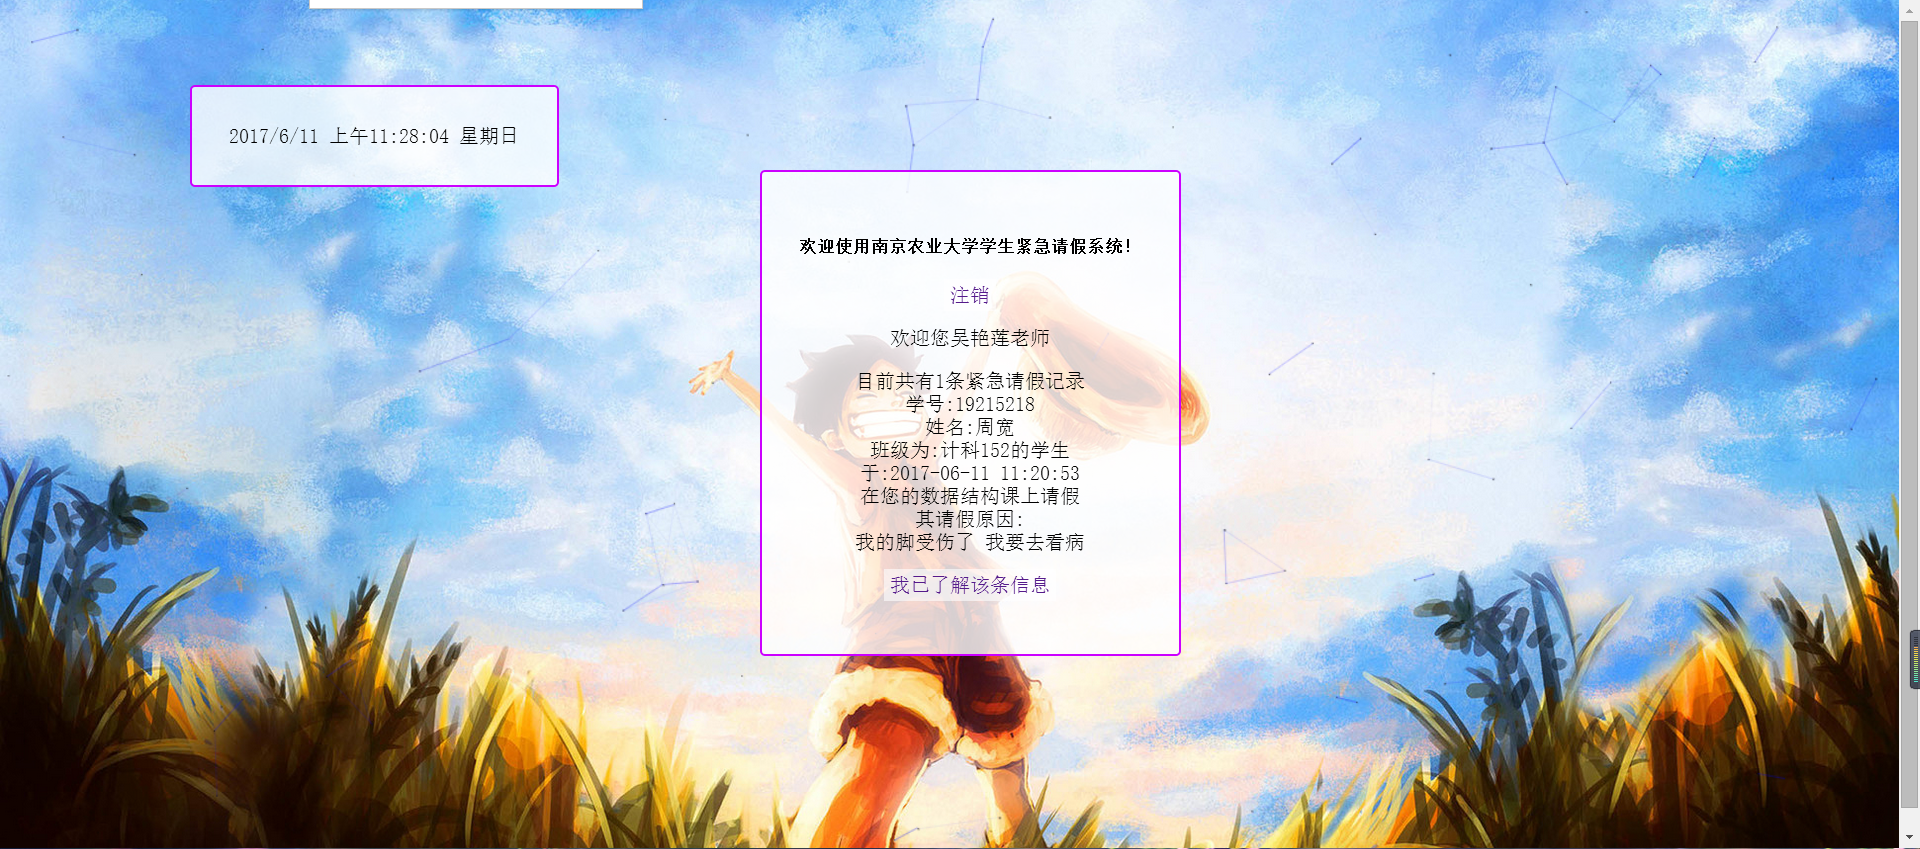 2017/6/11 上午11:28:04 星期日
欢迎使用南京农业大学学生紧急请假系统!
注销
欢迎您吴艳莲老师
目前共有1条紧急请假记录
学号:19215218
姓名:周宽
班级为:计科152的学生
于:2017-06-11 11:20:53
在您的数据结构课上请假
其请假原因:
我的脚受伤了 我要去看病
我已了解该条信息